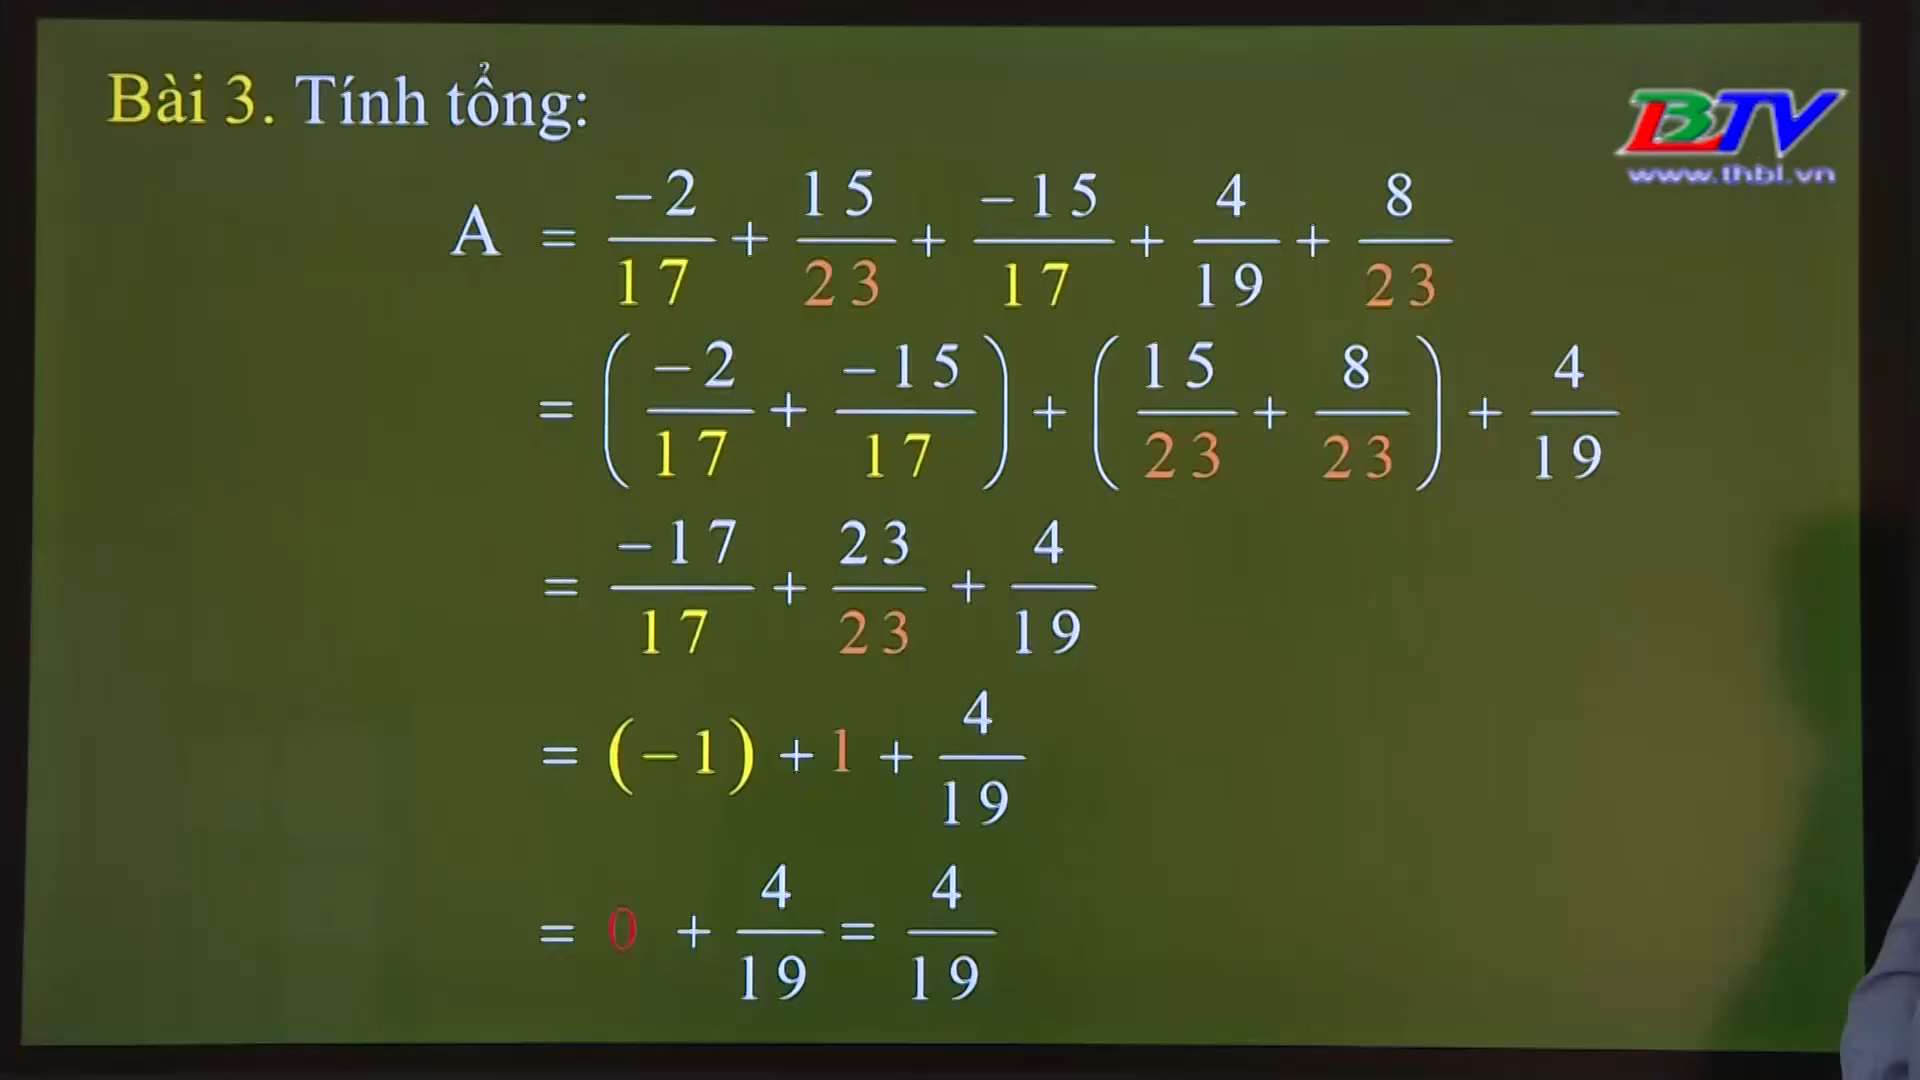 Bài 3. Tính tổng:
BTV
www.thbl.vn
A = −2/17 + 15/23 + −15/17 + 4/19 + 8/23
= (−2/17 + −15/17) + (15/23 + 8/23) + 4/19
= −17/17 + 23/23 + 4/19
= (−1) + 1 + 4/19
= 0 + 4/19 = 4/19